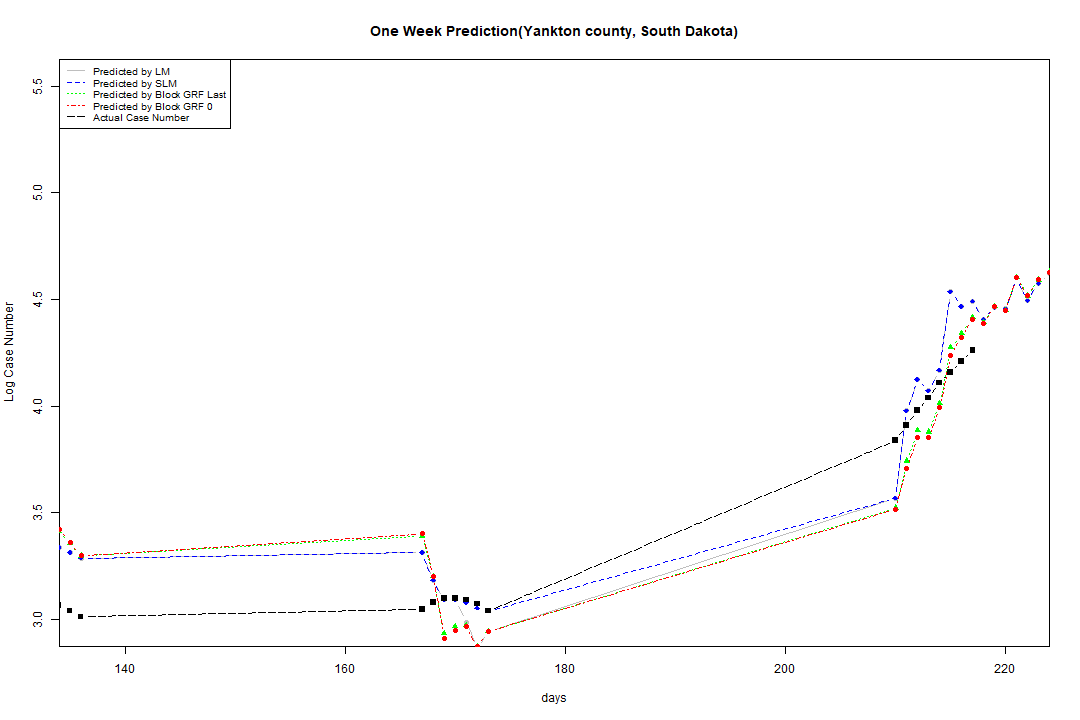 One Week Prediction(Yankton county, South Dakota)
Predicted by LM
Predicted by SLM
Predicted by Block GRF Last
Predicted by Block GRF 0
Actual Case Number
5.5
5.0
4.5
4.0
3.5
3.0
Log Case Number
140 160 180 200 220
days